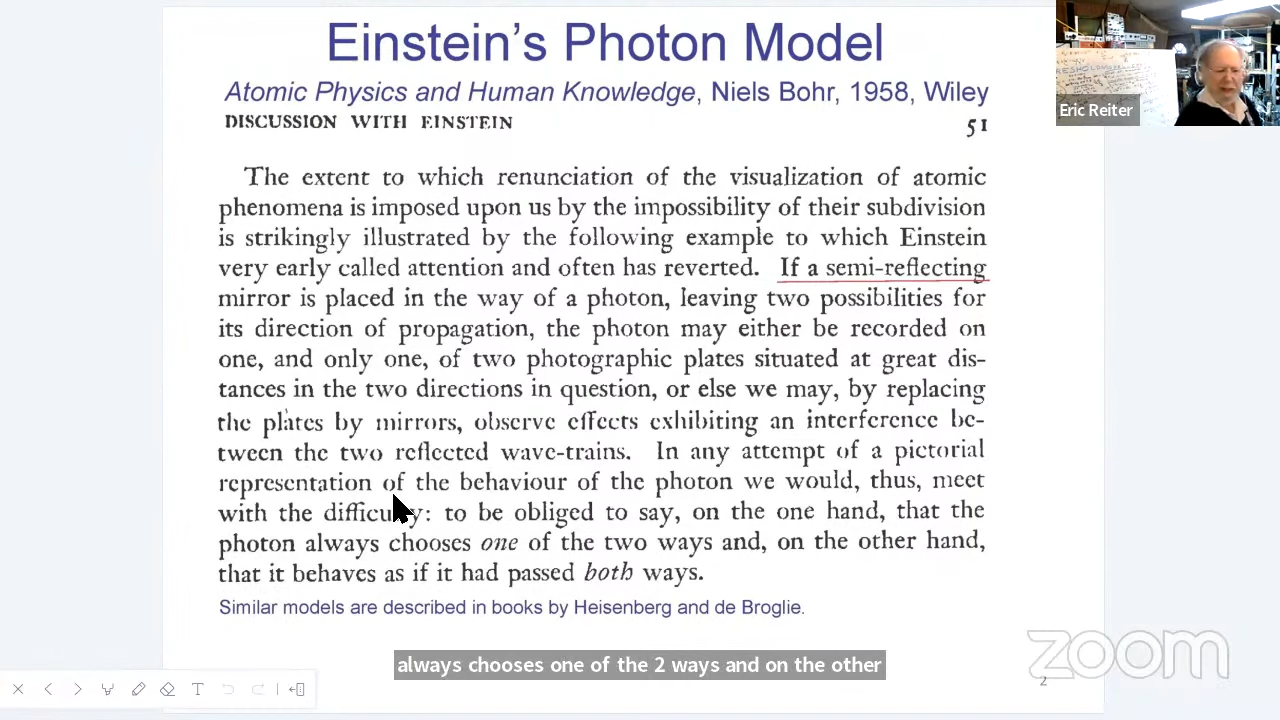 Einstein's Photon Model
Atomic Physics and Human Knowledge, Niels Bohr, 1958, Wiley
DISCUSSION WITH EINSTEIN 51
The extent to which renunciation of the visualization of atomic
phenomena is imposed upon us by the impossibility of their subdivision
is strikingly illustrated by the following example to which Einstein
very early called attention and often has reverted. If a semi-reflecting
mirror is placed in the way of a photon, leaving two possibilities for
its direction of propagation, the photon may either be recorded on
one, and only one, of two photographic plates situated at great dis-
tances in the two directions in question, or else we may, by replacing
the plates by mirrors, observe effects exhibiting an interference be-
tween the two reflected wave-trains. In any attempt of a pictorial
representation of the behaviour of the photon we would, thus, meet
with the difficulty: to be obliged to say, on the one hand, that the
photon always chooses one of the two ways and, on the other hand,
that it behaves as if it had passed both ways.
Similar models are described in books by Heisenberg and de Broglie.
always chooses one of the 2 ways and on the other
Eric Reiter
zoom
2
T